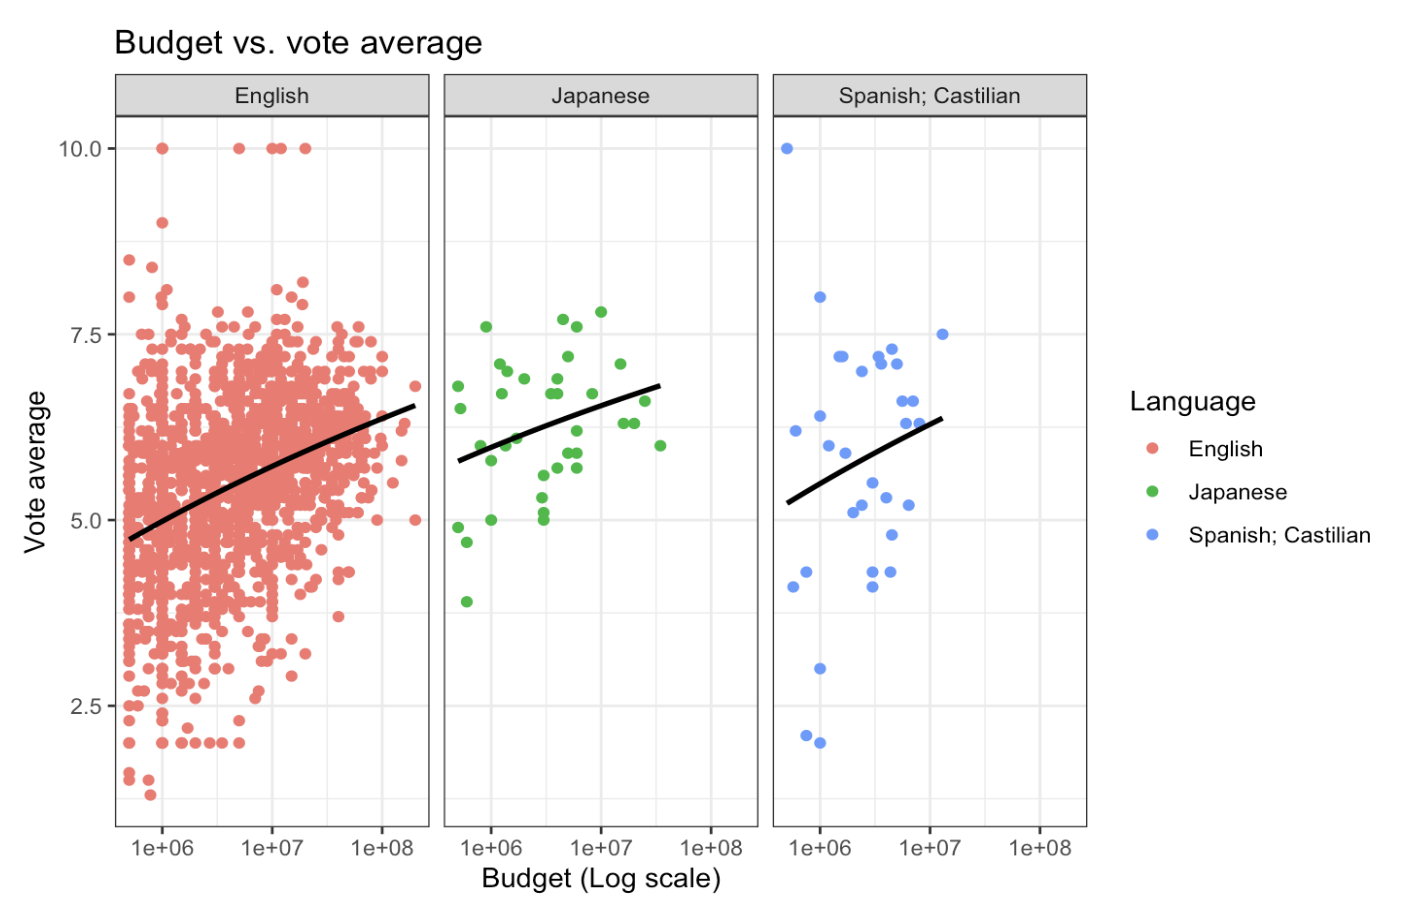 Budget vs. vote average
English
Japanese
Spanish; Castilian
10.0
7.5
5.0
2.5
Vote average
1e+06
1e+07
1e+08
1e+06
1e+07
1e+08
1e+06
1e+07
1e+08
Budget (Log scale)
Language
English
Japanese
Spanish; Castilian